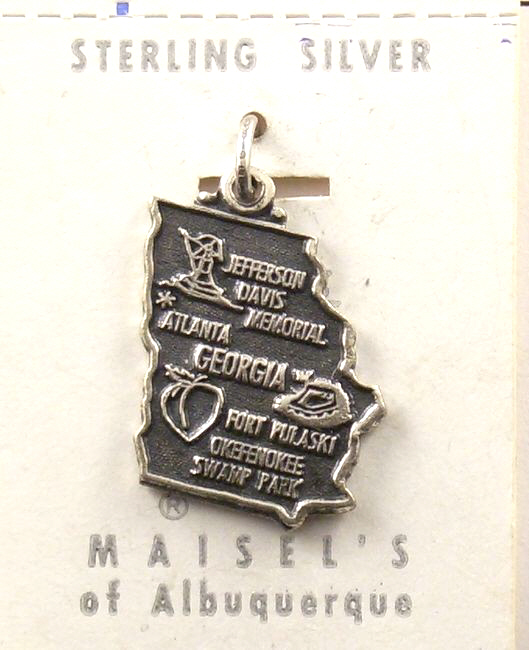 STERLING SILVER
JEFFERSON
DAVIS
MEMORIAL
* ATLANTA
GEORGIA
FORT PULASKI
OKEFENOKEE
SWAMP PARK
®
MAISEL'S
of Albuquerque